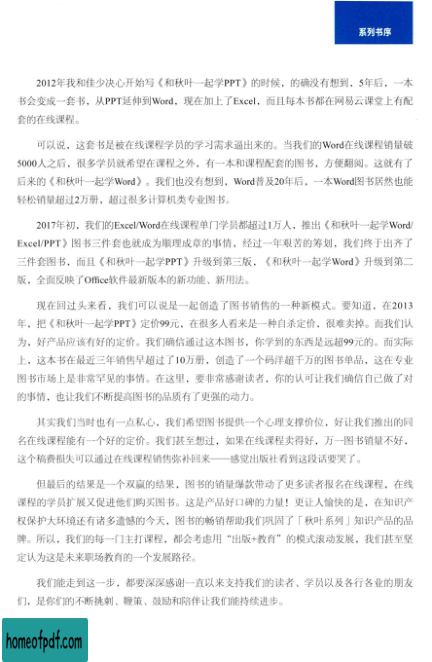 系列书序
2012年我和佳少决心开始写《和秋叶一起学PPT》的时候，的确没有想到，5年后，一本
书会变成一套书，从PPT延伸到Word，现在加上了Excel，而且每本书都在网易云课堂上有配
套的在线课程。
可以说，这套书是被在线课程学员的学习需求逼出来的。当我们的Word在线课程销量破
5000人之后，很多学员就希望在课程之外，有一本和课程配套的图书，方便翻阅。这就有了
后来的《和秋叶一起学Word》。我们也没有想到，Word普及20年后，一本Word图书居然也能
轻松销量超过2万册，超过很多计算机类专业图书。
2017年初，我们的Excel/Word在线课程单门学员都超过1万人，推出《和秋叶一起学Word/
Excel/PPT》图书三件套也就成为顺理成章的事情，经过一年艰苦的筹划，我们终于出齐了
三件套图书，而且《和秋叶一起学PPT》升级到第三版，《和秋叶一起学Word》升级到第二
版，全面反映了Office软件最新版本的新功能、新用法。
现在回过头来看，我们可以说是一起创造了图书销售的一种新模式。要知道，在2013
年，把《和秋叶一起学PPT》定价99元，在很多人看来是一种自杀定价，很难卖掉。而我们认
为，好产品应该有好的定价。我们确信通过这本图书，你学到的东西是远超99元的。而实际
上，这本书在最近三年销售早超过了10万册，创造了一个码洋超千万的图书单品，这在专业
图书市场上是非常罕见的事情。在这里，要非常感谢读者，你的认可让我们确信自己做了对
的事情，也让我们不断提高图书的品质有了更强的动力。
其实我们当时也有一点私心，我们希望图书提供一个心理支撑价位，好让我们推出的同
名在线课程能有一个好的定价。我们甚至想过，如果在线课程卖得好，万一图书销量不好，
这个稿费损失可以通过在线课程销售弥补回来——感觉出版社看到这段话要哭了。
但最后的结果是一个双赢的结果，图书的销量爆款带动了更多读者报名在线课程，在线
课程的学员扩展又促进他们购买图书。这是产品好口碑的力量！更让人愉快的是，在知识产
权保护大环境还有诸多遗憾的今天，图书的畅销帮助我们巩固了「秋叶系列」知识产品的品
牌。所以，我们的每一门主打课程，都会考虑用“出版+教育”的模式滚动发展，我们甚至坚
定认为这是未来职场教育的一个发展路径。
我们能走到这一步，都要深深感谢一直以来支持我们的读者、学员以及各行各业的朋友
们，是你们的不断挑刺、鞭策、鼓励和陪伴让我们能持续进步。
homeofpdf.com